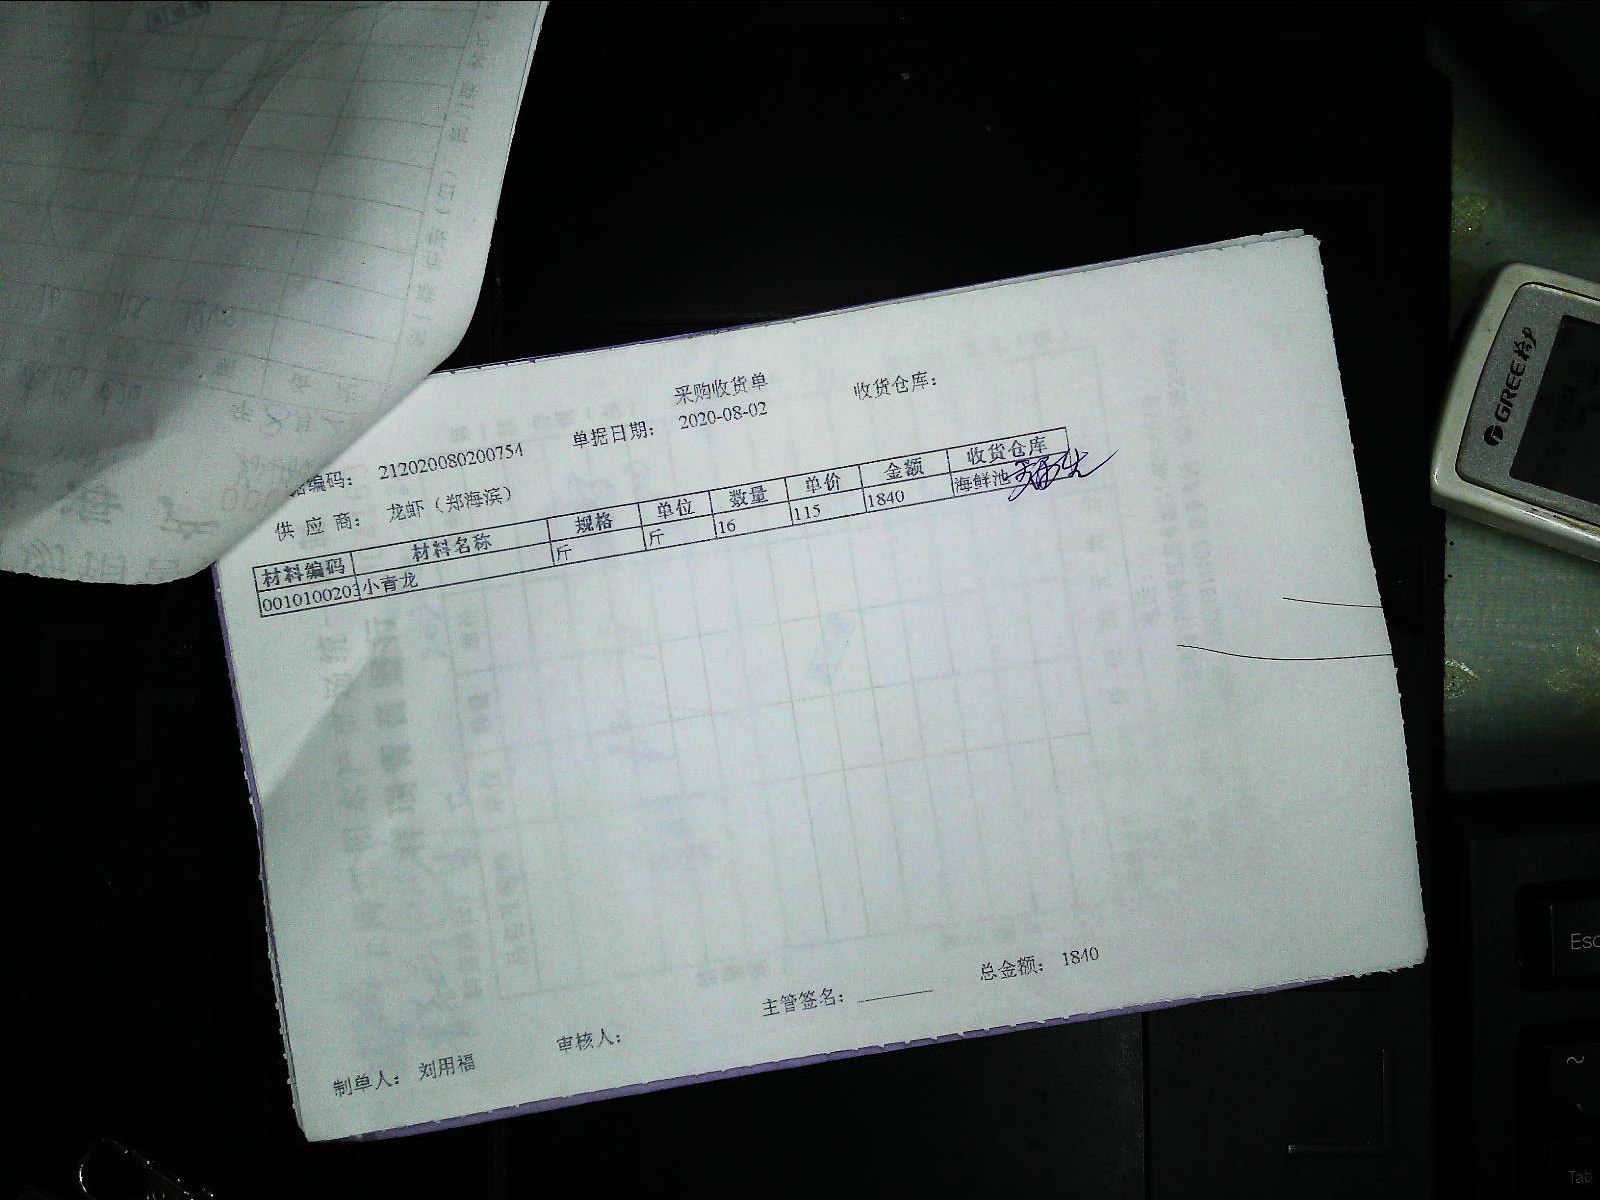 采购收货单
收货仓库：
编码： 212020080200754 单据日期： 2020-08-02
供 应 商： 龙虾（郑海滨）
材料编码 材料名称 规格 单位 数量 单价 金额 收货仓库
0010100203 小青龙 斤 斤 16 115 1840 海鲜池
总金额： 1840
主管签名：
审核人：
制单人： 刘用福
GREE
Esc
~
Tab